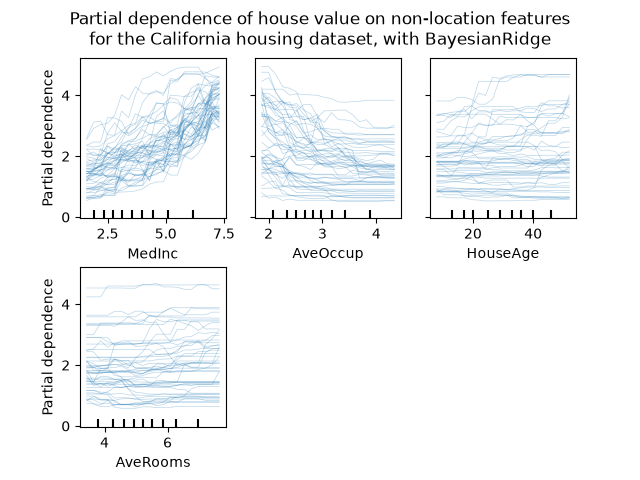 Partial dependence of house value on non-location features
for the California housing dataset, with BayesianRidge
Partial dependence
4
2
0
2.5
5.0
7.5
MedInc
2
3
4
AveOccup
20
40
HouseAge
Partial dependence
4
2
0
4
6
AveRooms